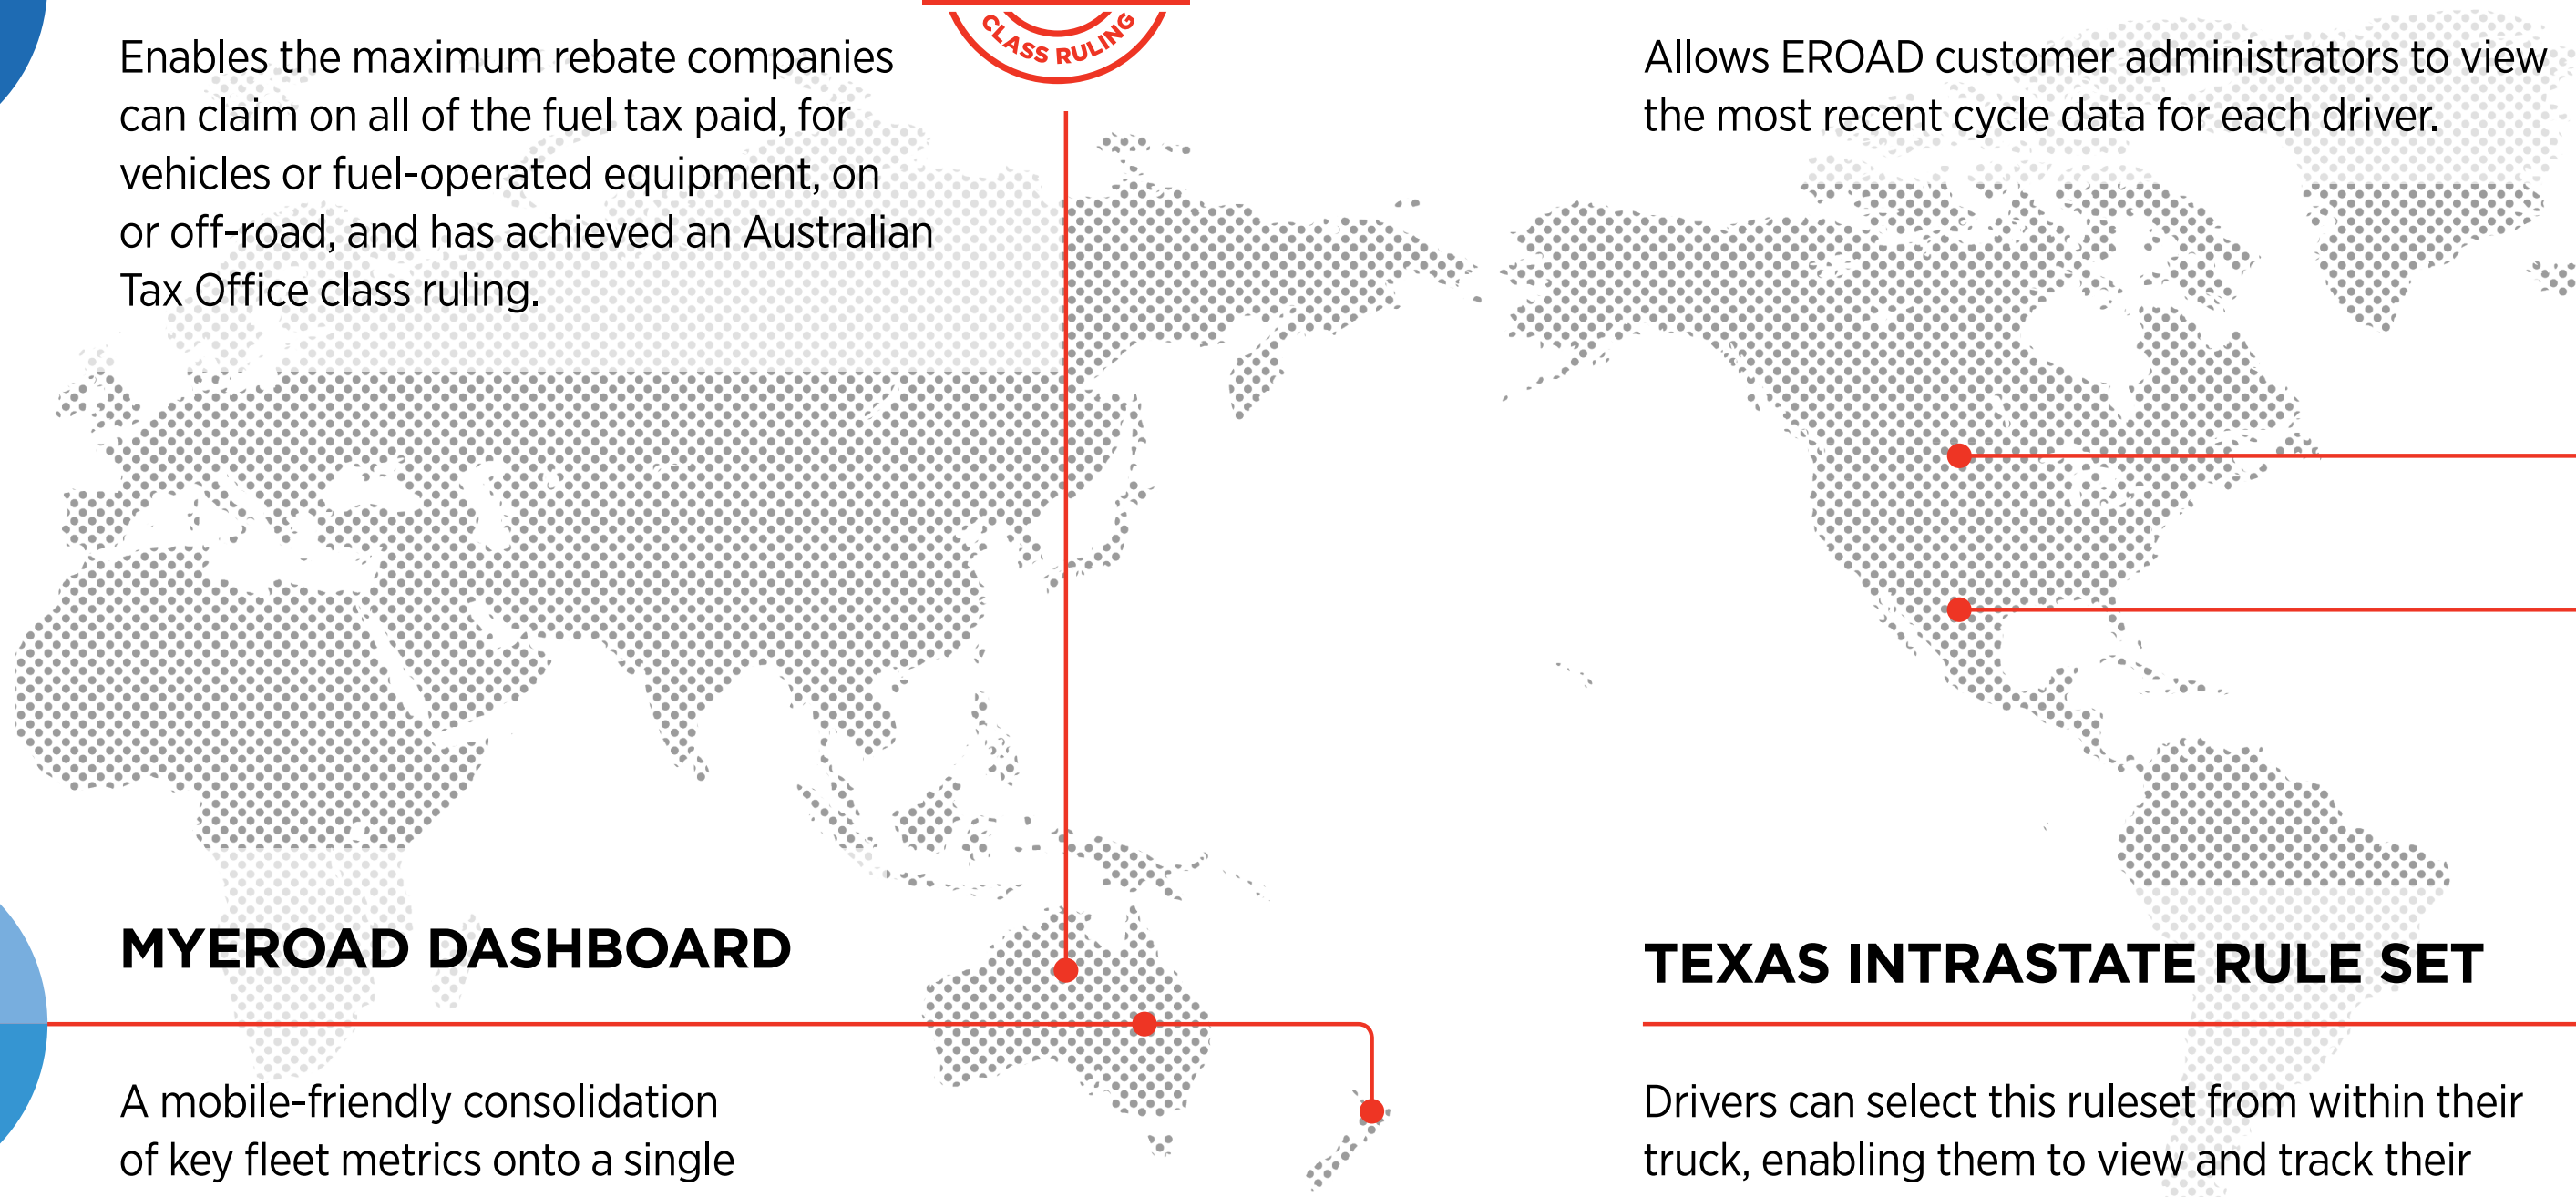 Enables the maximum rebate companies
can claim on all of the fuel tax paid, for
vehicles or fuel-operated equipment, on
or off-road, and has achieved an Australian
Tax Office class ruling.
CLASS RULING
MYEROAD DASHBOARD
A mobile-friendly consolidation
of key fleet metrics onto a single
Allows EROAD customer administrators to view
the most recent cycle data for each driver.
TEXAS INTRASTATE RULE SET
Drivers can select this ruleset from within their
truck, enabling them to view and track their